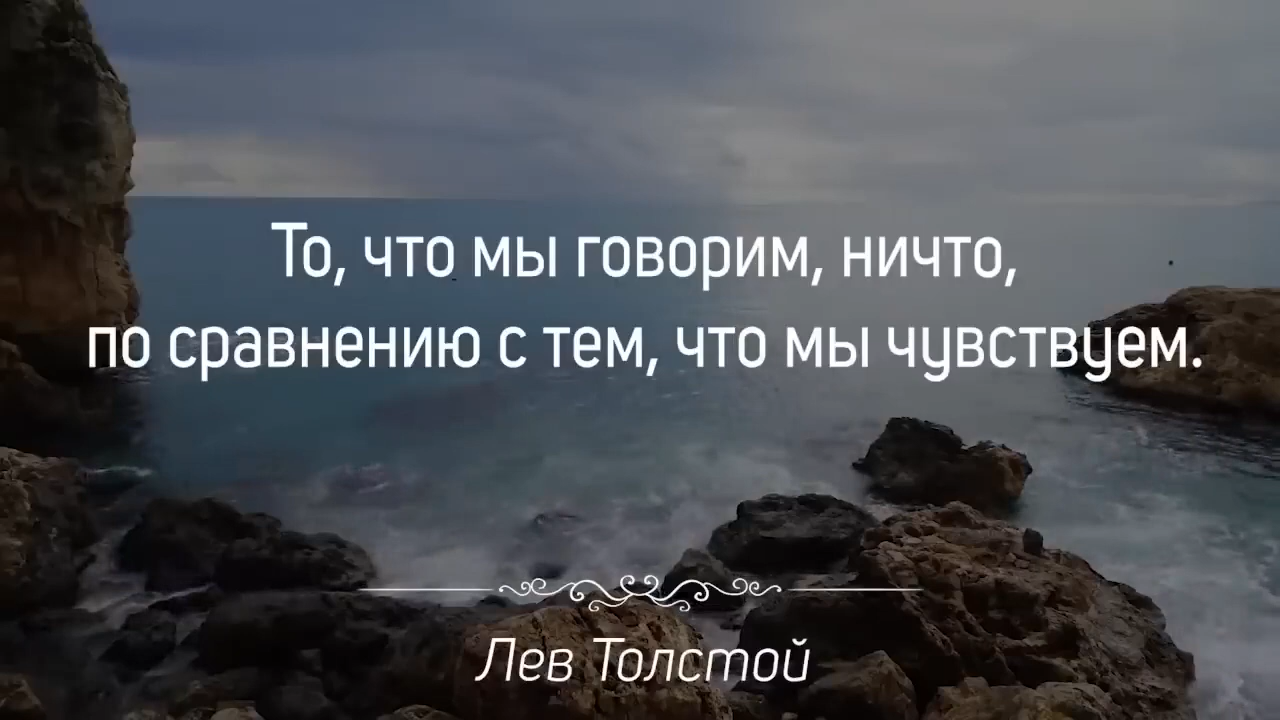 То, что мы говорим, ничто,
по сравнению с тем, что мы чувствуем.
Лев Толстой